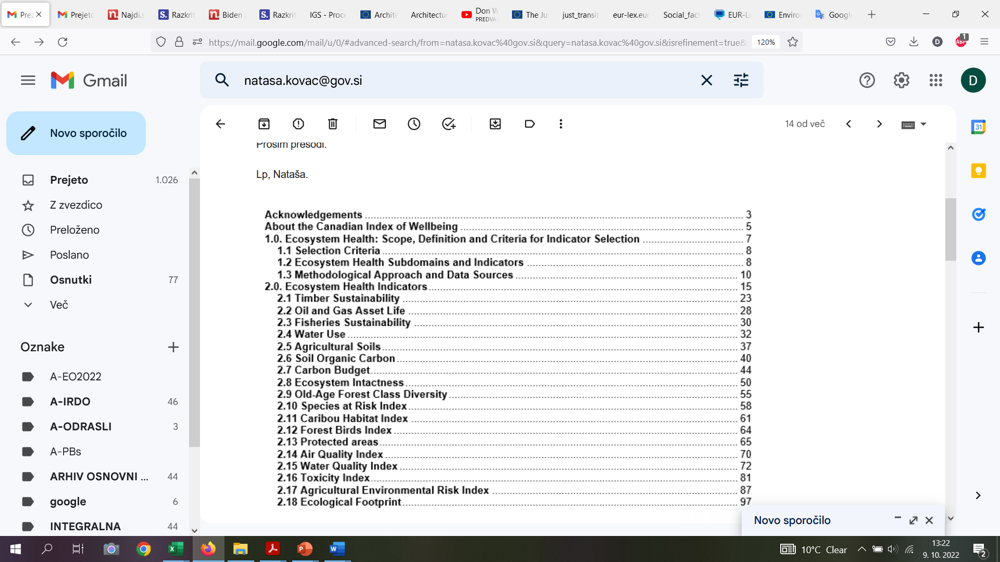 Prez
Prejeto
Najdi.s
Razkrit
Biden
Razkrit
IGS - Proce
Archite
Architectur
Don W
PREDVA
The Ju
just_transit
eur-lex.eur
Social_fact
EUR-Le
Enviro
Google
https://mail.google.com/mail/u/0/#advanced-search/from=natasa.kovac%40gov.si&query=natasa.kovac%40gov.si&isrefinement=true&
120%
D
ABP
1
Gmail
natasa.kovac@gov.si
D
Novo sporočilo
14 od več
31
Prejeto 1.026
Z zvezdico
Preloženo
Poslano
Osnutki 77
Več
Oznake
A-EO2022
A-IRDO 46
A-ODRASLI 3
A-PBs
ARHIV OSNOVNI ... 44
google 6
INTEGRALNA 44
Prosim presodi.
Lp, Nataša.
Acknowledgements 3
About the Canadian Index of Wellbeing 5
1.0. Ecosystem Health: Scope, Definition and Criteria for Indicator Selection 7
1.1 Selection Criteria 8
1.2 Ecosystem Health Subdomains and Indicators 8
1.3 Methodological Approach and Data Sources 10
2.0. Ecosystem Health Indicators 15
2.1 Timber Sustainability 23
2.2 Oil and Gas Asset Life 28
2.3 Fisheries Sustainability 30
2.4 Water Use 32
2.5 Agricultural Soils 37
2.6 Soil Organic Carbon 40
2.7 Carbon Budget 44
2.8 Ecosystem Intactness 50
2.9 Old-Age Forest Class Diversity 55
2.10 Species at Risk Index 58
2.11 Caribou Habitat Index 61
2.12 Forest Birds Index 64
2.13 Protected areas 65
2.14 Air Quality Index 70
2.15 Water Quality Index 72
2.16 Toxicity Index 81
2.17 Agricultural Environmental Risk Index 87
2.18 Ecological Footprint 97
Novo sporočilo
10°C Clear
13:22
9. 10. 2022
2